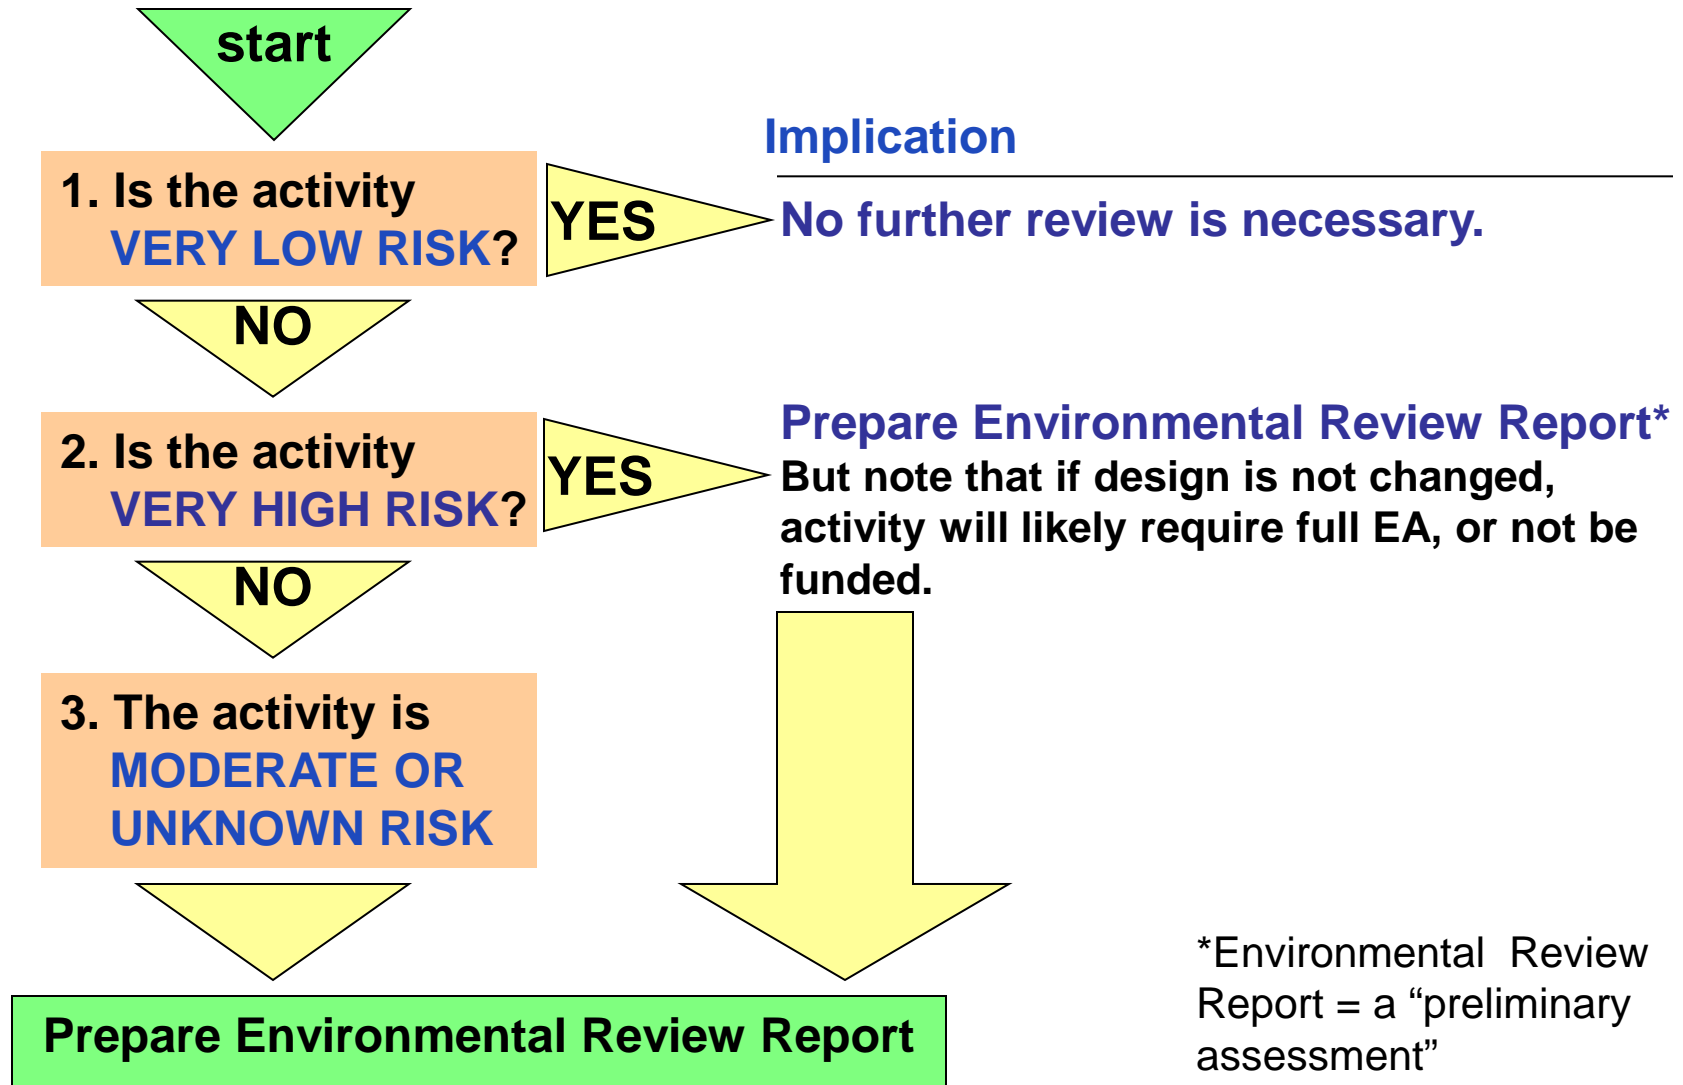 start
Implication
1. Is the activity
VERY LOW RISK?
YES
No further review is necessary.
NO
2. Is the activity
VERY HIGH RISK?
YES
Prepare Environmental Review Report*
But note that if design is not changed,
activity will likely require full EA, or not be
funded.
NO
3. The activity is
MODERATE OR
UNKNOWN RISK
Prepare Environmental Review Report
*Environmental Review
Report = a “preliminary
assessment”